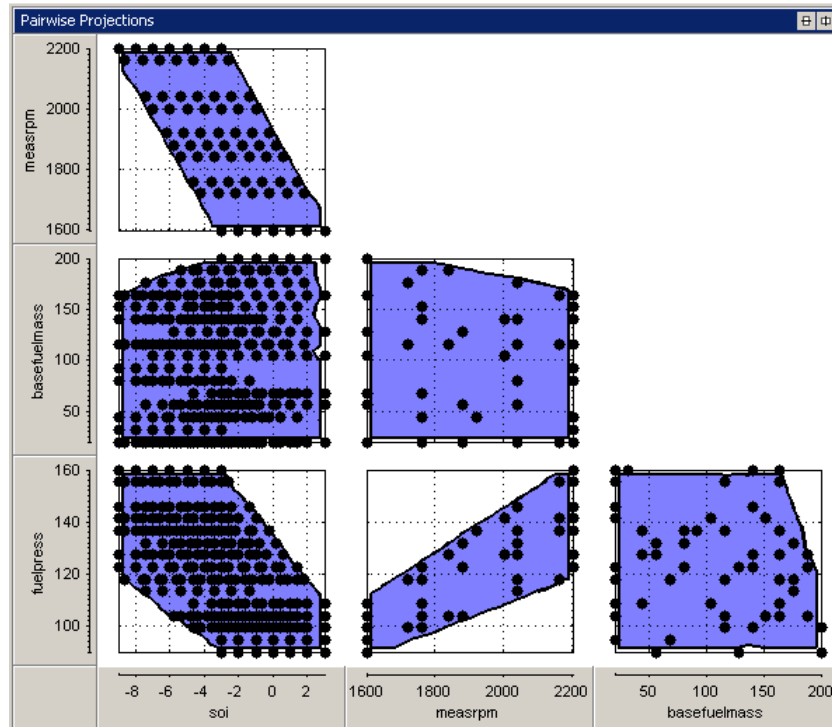 Pairwise Projections
2200
2000
1800
1600
measrpm
200
150
100
50
basefuelmass
160
140
120
100
fuelpress
-8 -6 -4 -2 0 2
soi
1600 1800 2000 2200
measrpm
50 100 150 200
basefuelmass